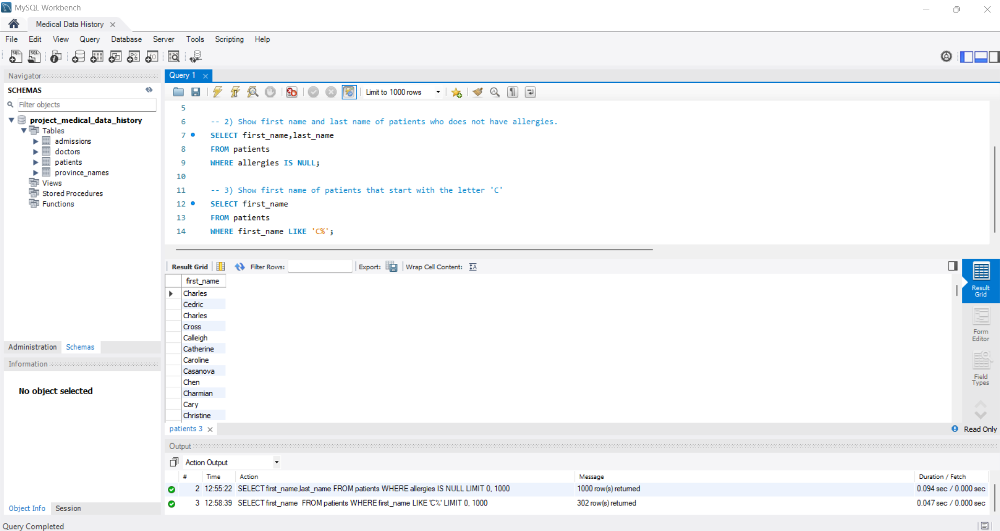 MySQL Workbench
Medical Data History
File Edit View Query Database Server Tools Scripting Help
Navigator
SCHEMAS
Filter objects
project_medical_data_history
Tables
admissions
doctors
patients
province_names
Views
Stored Procedures
Functions
Administration Schemas
Information
No object selected
Object Info Session
Query 1
Limit to 1000 rows
5
6 -- 2) Show first name and last name of patients who does not have allergies.
7 SELECT first_name,last_name
8 FROM patients
9 WHERE allergies IS NULL;
10
11 -- 3) Show first name of patients that start with the letter 'C'
12 SELECT first_name
13 FROM patients
14 WHERE first_name LIKE 'C%';
Result Grid Filter Rows: Export: Wrap Cell Content:
first_name
Charles
Cedric
Charles
Cross
Calleigh
Catherine
Caroline
Casanova
Chen
Charmian
Cary
Christine
Result
Grid
Form
Editor
Field
Types
patients 3
Read Only
Output
Action Output
# Time Action Message Duration / Fetch
2 12:55:22 SELECT first_name,last_name FROM patients WHERE allergies IS NULL LIMIT 0, 1000 1000 row(s) returned 0.094 sec / 0.000 sec
3 12:58:39 SELECT first_name FROM patients WHERE first_name LIKE 'C%' LIMIT 0, 1000 302 row(s) returned 0.047 sec / 0.000 sec
Query Completed